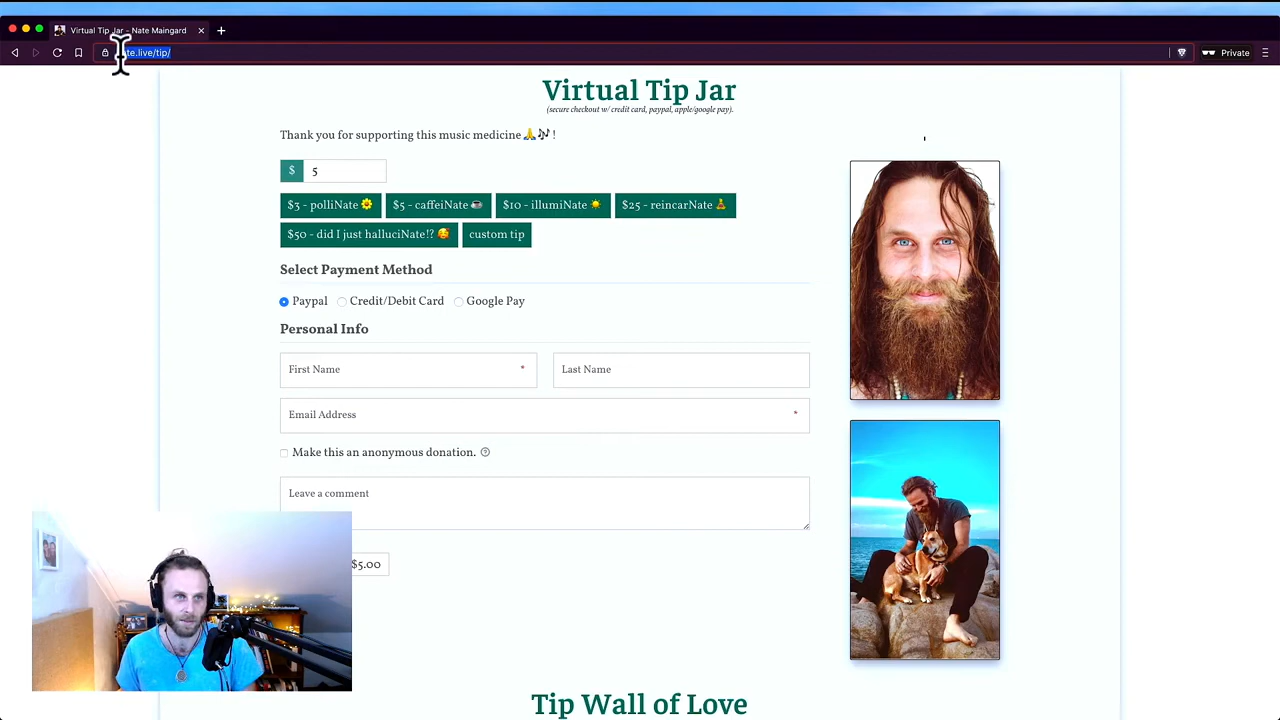 Virtual Tip Jar - Nate Maingard
te.live/tip/
Private
Virtual Tip Jar
(secure checkout w/ credit card, paypal, apple/google pay).
Thank you for supporting this music medicine 🙏🎶 !
$ 5
$3 - polliNate 🌼 $5 - caffeiNate ☕ $10 - illumiNate ☀️ $25 - reincarNate 🧘
$50 - did I just halluciNate!? 🥰 custom tip
Select Payment Method
Paypal Credit/Debit Card Google Pay
Personal Info
First Name * Last Name
Email Address *
Make this an anonymous donation. ?
Leave a comment
$5.00
Tip Wall of Love